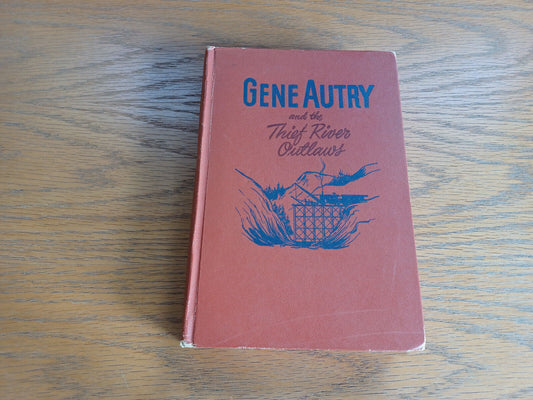 GENE AUTRY
and the
Thief River
Outlaws